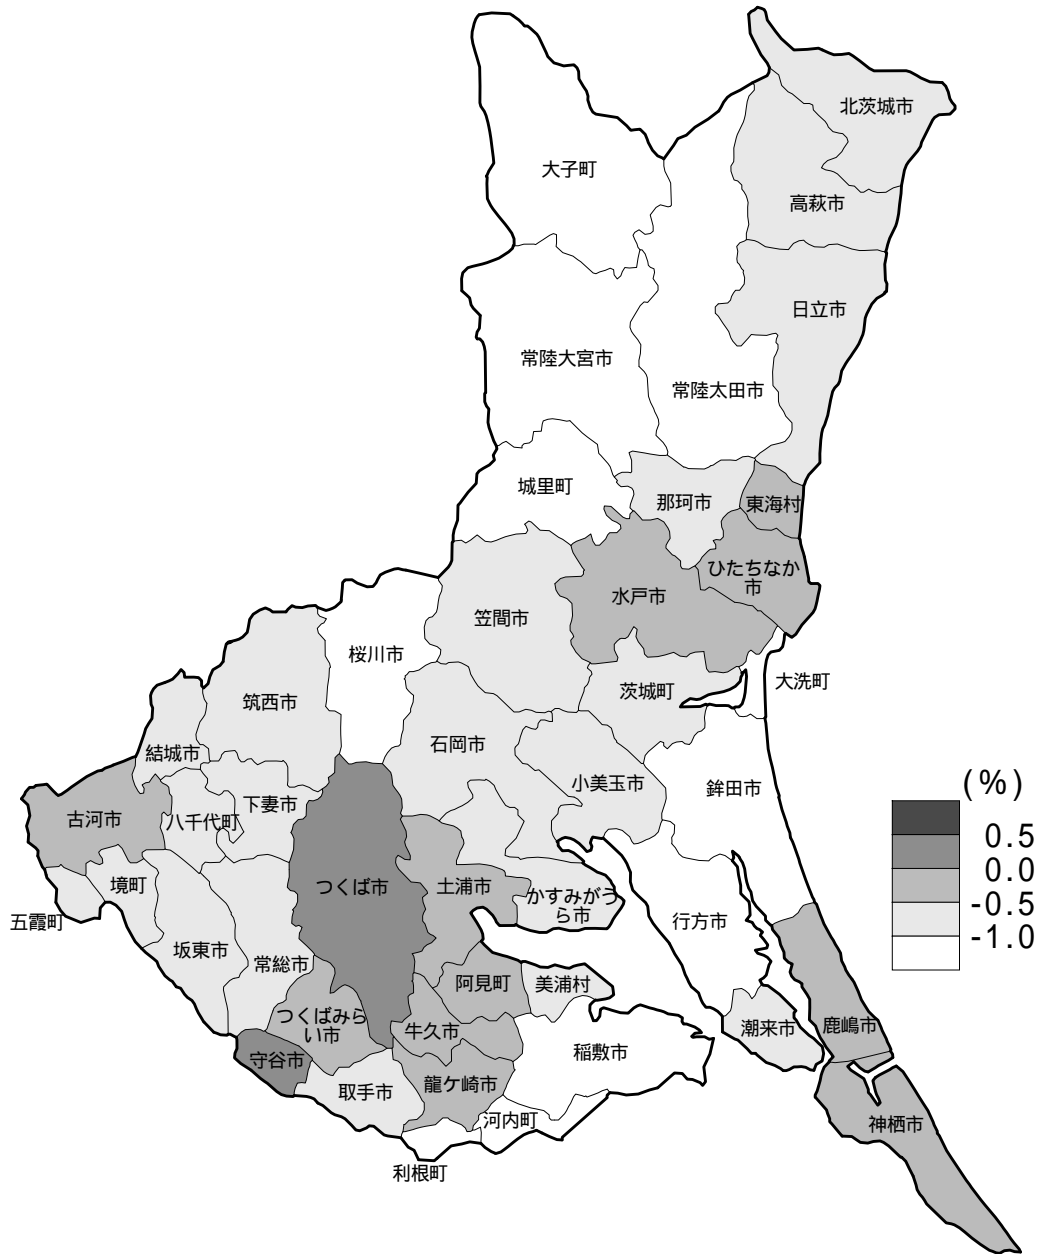 北茨城市
大子町
高萩市
日立市
常陸大宮市
常陸太田市
城里町
那珂市
東海村
ひたちなか
市
水戸市
笠間市
桜川市
大洗町
茨城町
筑西市
石岡市
結城市
小美玉市
鉾田市
下妻市
古河市
八千代町
(%)
0.5
0.0
-0.5
-1.0
境町
つくば市
土浦市
かすみがう
ら市
五霞町
行方市
坂東市
常総市
阿見町
美浦村
つくばみら
い市
牛久市
潮来市
鹿嶋市
守谷市
稲敷市
取手市
龍ケ崎市
河内町
神栖市
利根町